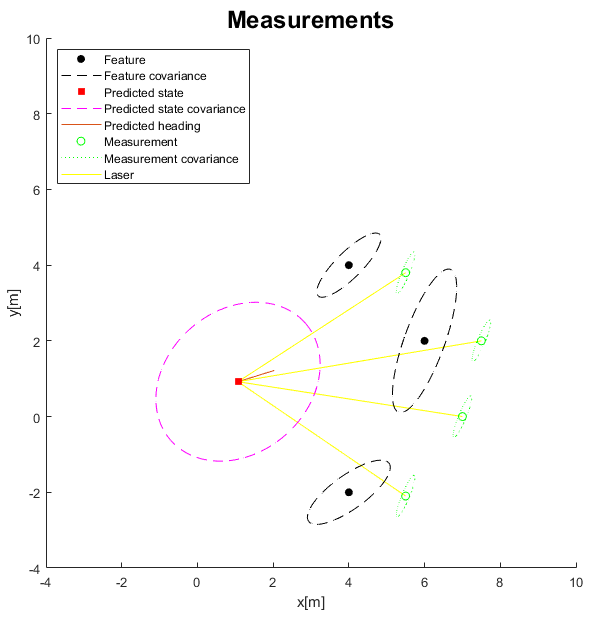 Measurements
10
8
6
4
2
0
-2
-4
y[m]
Feature
Feature covariance
Predicted state
Predicted state covariance
Predicted heading
Measurement
Measurement covariance
Laser
-4
-2
0
2
4
6
8
10
x[m]